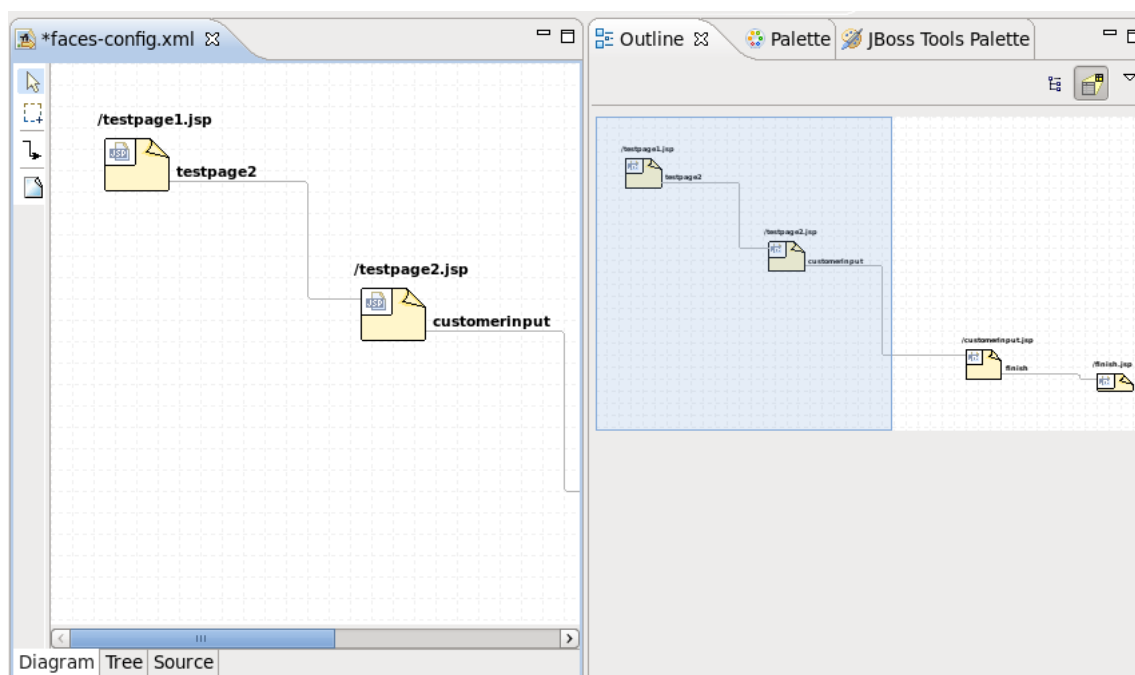 *faces-config.xml
/testpage1.jsp
JSP
testpage2
/testpage2.jsp
JSP
customerinput
Diagram Tree Source
Outline Palette JBoss Tools Palette
/testpage1.jsp
testpage2
/testpage2.jsp
customerinput
/customerinput.jsp
finish
/finish.jsp